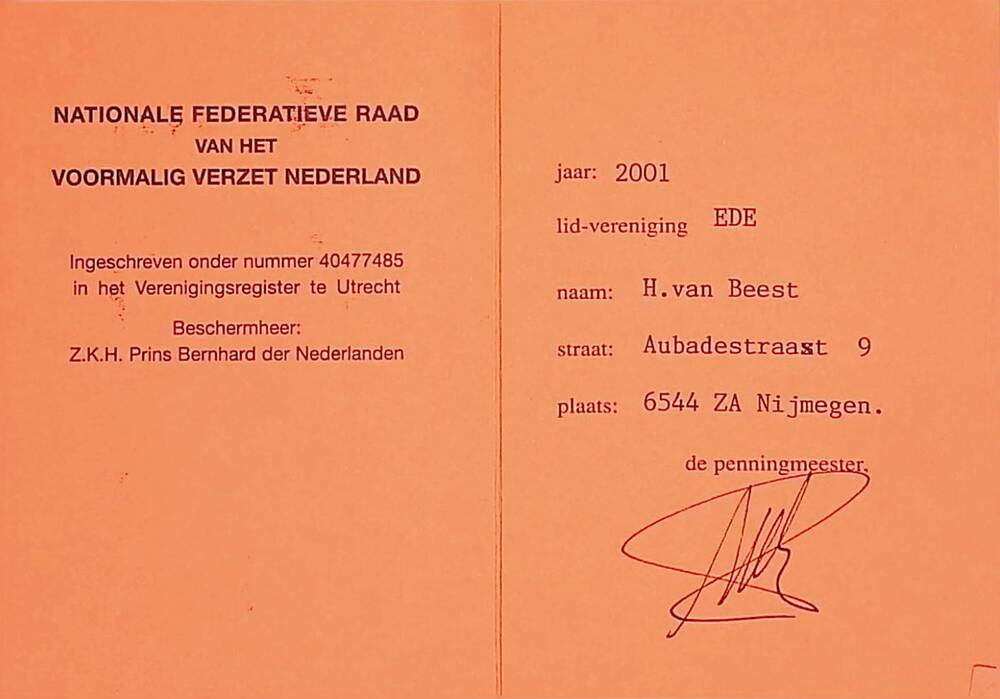 NATIONALE FEDERATIEVE RAAD
VAN HET
VOORMALIG VERZET NEDERLAND
Ingeschreven onder nummer 40477485
in het Verenigingsregister te Utrecht
Beschermheer:
Z.K.H. Prins Bernhard der Nederlanden
jaar: 2001
lid-vereniging EDE
naam: H.van Beest
straat: Aubadestraast 9
plaats: 6544 ZA Nijmegen.
de penningmeester,